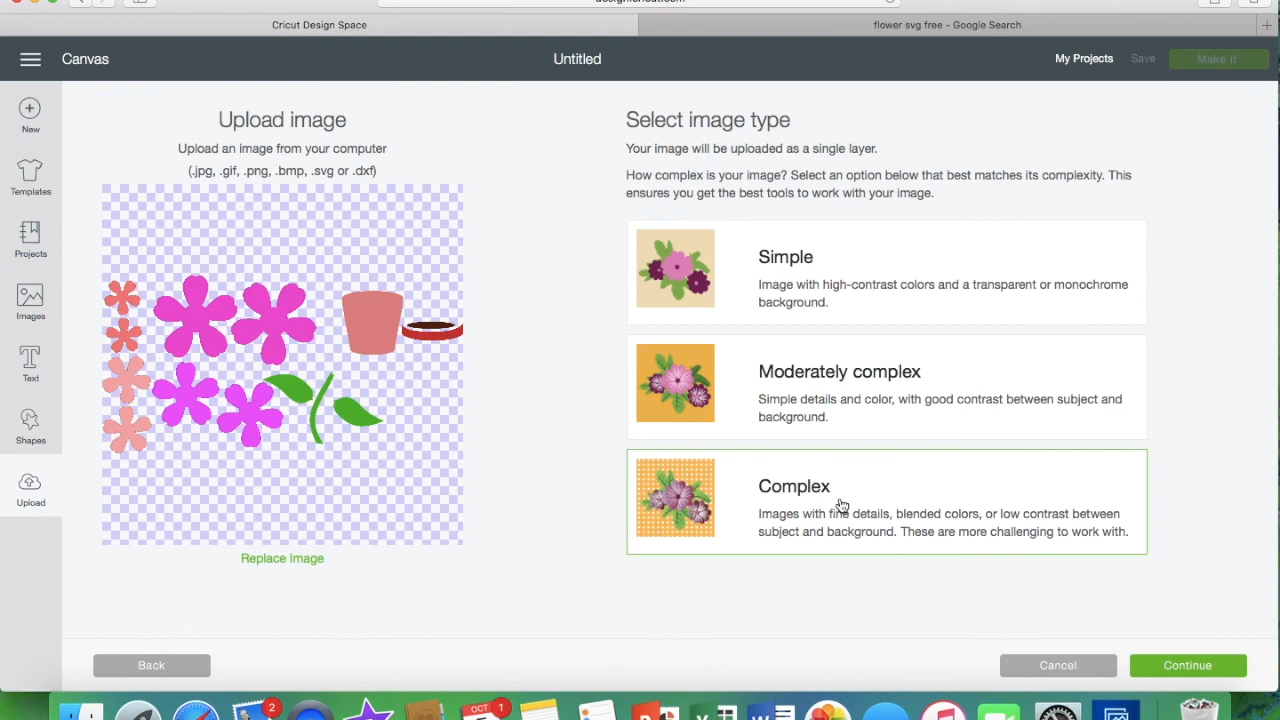 Cricut Design Space
flower svg free - Google Search
Canvas
Untitled
My Projects
Save
Make It
New
Templates
Projects
Images
Text
Shapes
Upload
Upload image
Upload an image from your computer
(.jpg, .gif, .png, .bmp, .svg or .dxf)
Replace Image
Select image type
Your image will be uploaded as a single layer.
How complex is your image? Select an option below that best matches its complexity. This
ensures you get the best tools to work with your image.
Simple
Image with high-contrast colors and a transparent or monochrome
background.
Moderately complex
Simple details and color, with good contrast between subject and
background.
Complex
Images with fine details, blended colors, or low contrast between
subject and background. These are more challenging to work with.
Back
Cancel
Continue
2
OCT 1
1